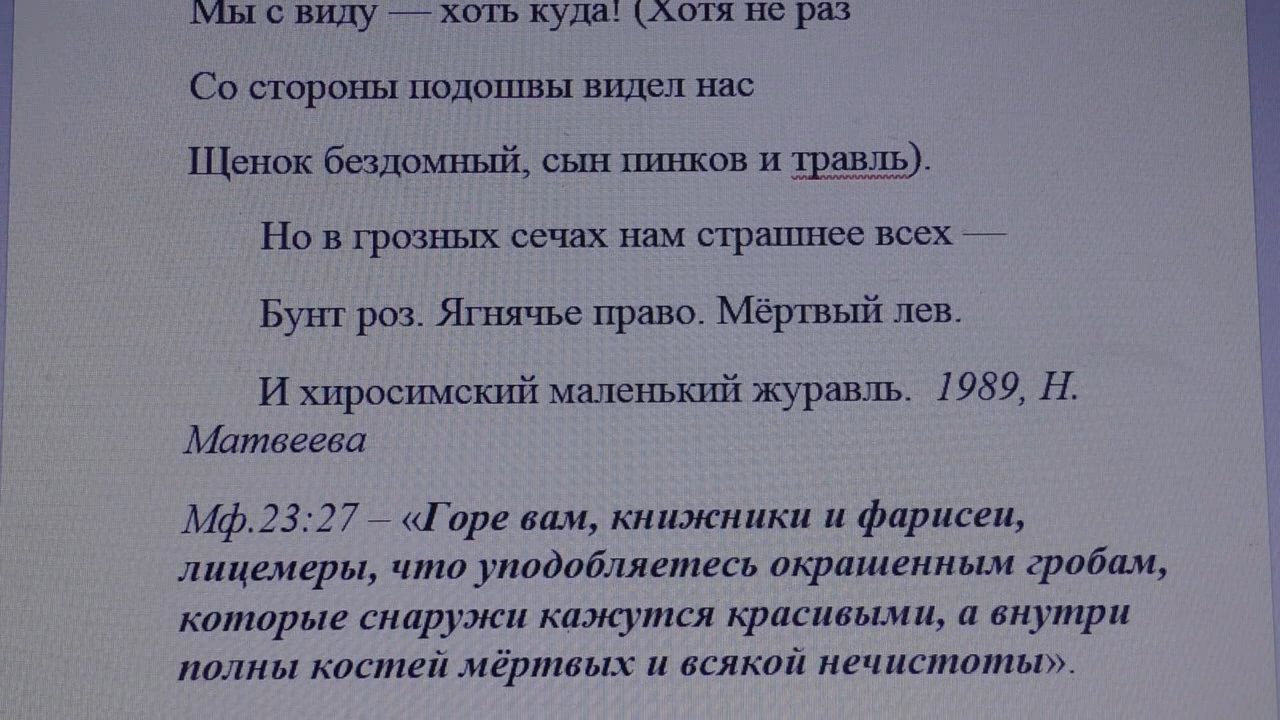 Мы с виду — хоть куда! (Хотя не раз
Со стороны подошвы видел нас
Щенок бездомный, сын пинков и травль).
Но в грозных сечах нам страшнее всех —
Бунт роз. Ягнячье право. Мёртвый лев.
И хиросимский маленький журавль. 1989, Н.
Матвеева
Мф.23:27 – «Горе вам, книжники и фарисеи,
лицемеры, что уподобляетесь окрашенным гробам,
которые снаружи кажутся красивыми, а внутри
полны костей мёртвых и всякой нечистоты».